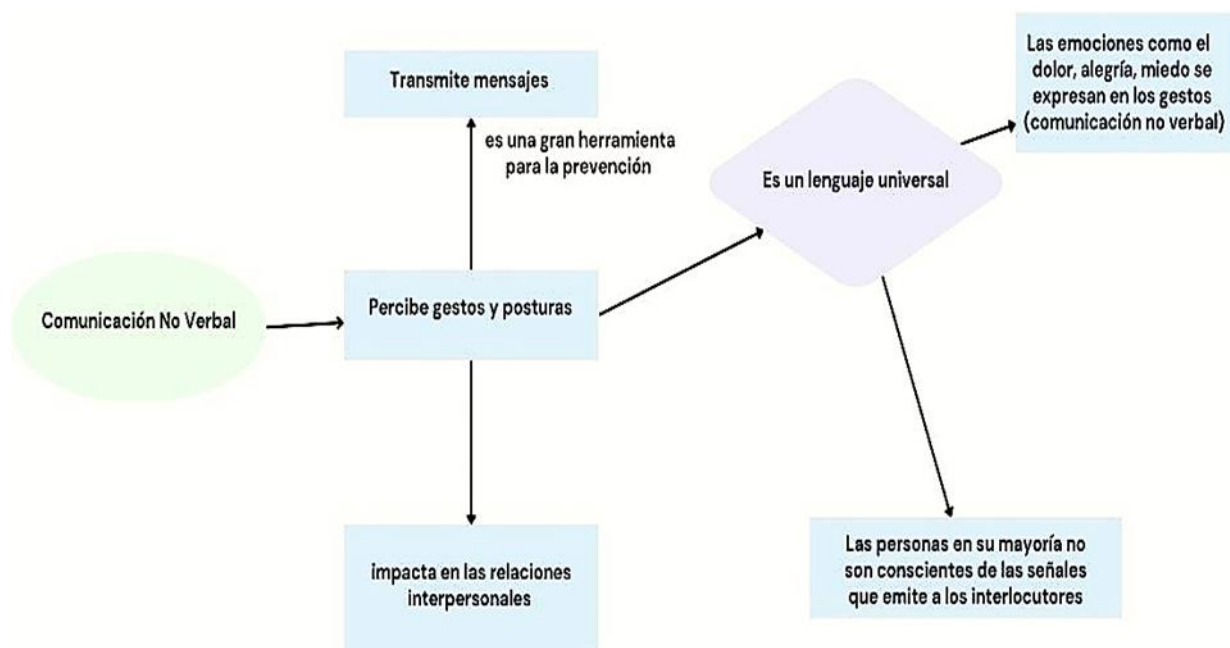 Comunicación No Verbal
Transmite mensajes
es una gran herramienta
para la prevención
Percibe gestos y posturas
impacta en las relaciones
interpersonales
Es un lenguaje universal
Las emociones como el
dolor, alegría, miedo se
expresan en los gestos
(comunicación no verbal)
Las personas en su mayoría no
son conscientes de las señales
que emite a los interlocutores